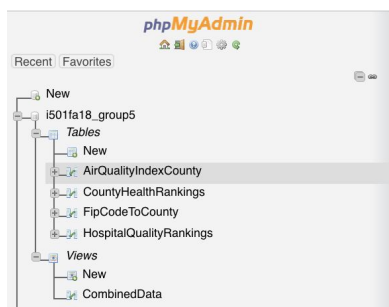 phpMyAdmin
Recent Favorites
New
i501fa18_group5
Tables
New
AirQualityIndexCounty
CountyHealthRankings
FipCodeToCounty
HospitalQualityRankings
Views
New
CombinedData